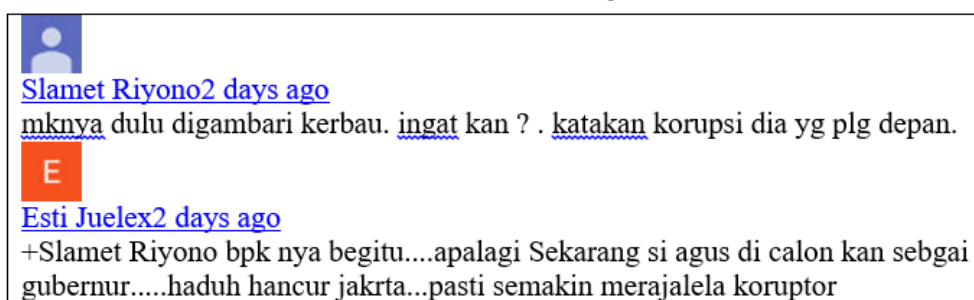 Slamet Riyono2 days ago
mknya dulu digambari kerbau. ingat kan ? . katakan korupsi dia yg plg depan.
E
Esti Juelex2 days ago
+Slamet Riyono bpk nya begitu....apalagi Sekarang si agus di calon kan sebgai
gubernur.....haduh hancur jakrta...pasti semakin merajalela koruptor